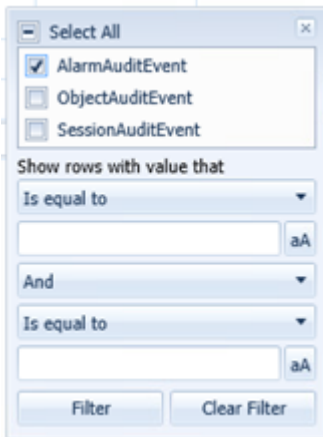 Select All
AlarmAuditEvent
ObjectAuditEvent
SessionAuditEvent
Show rows with value that
Is equal to
aA
And
Is equal to
aA
Filter Clear Filter